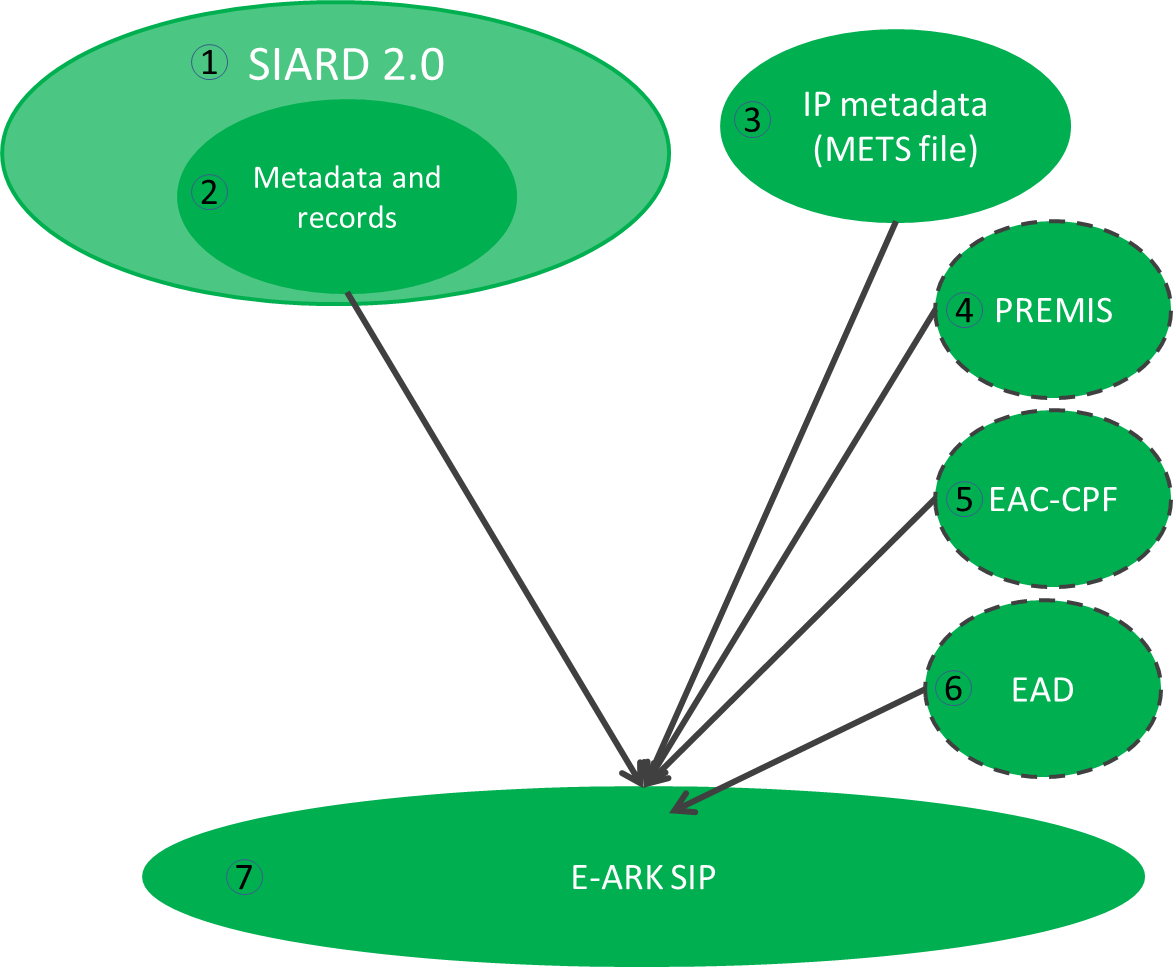 ① SIARD 2.0
② Metadata and
records
③ IP metadata
(METS file)
④ PREMIS
⑤ EAC-CPF
⑥ EAD
⑦ E-ARK SIP